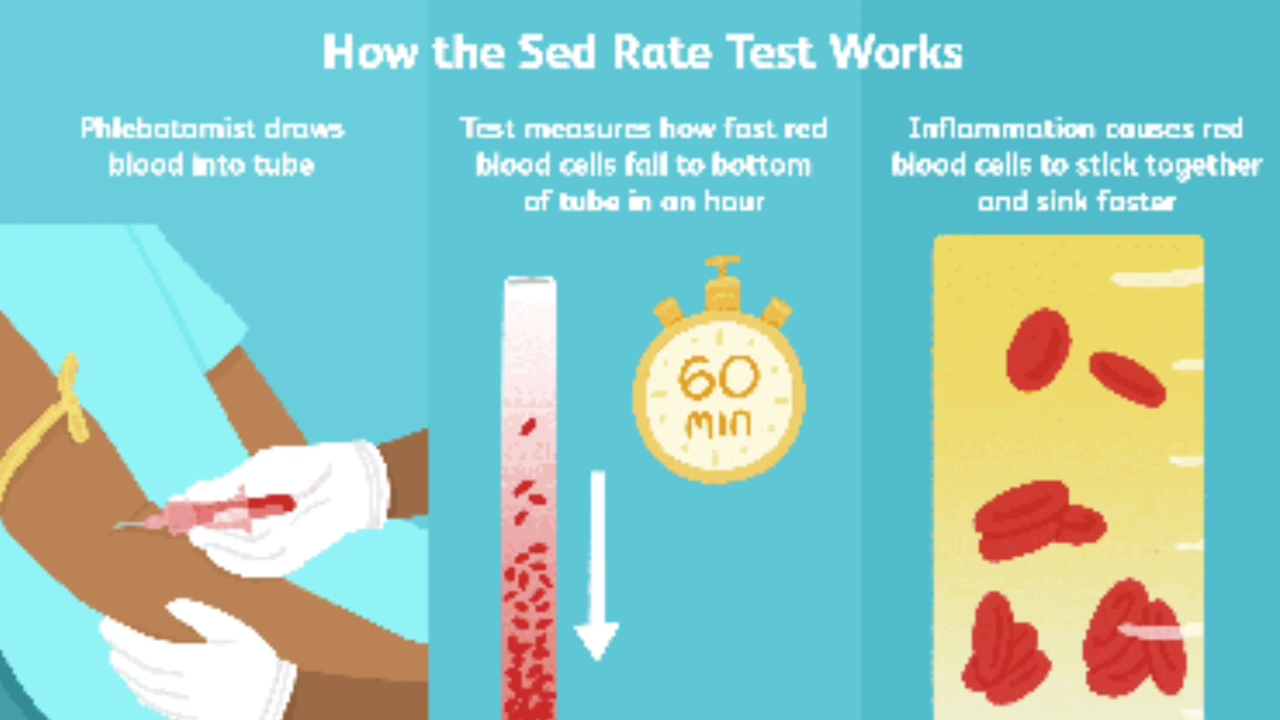 How the Sed Rate Test Works
Phlebotomist draws
blood into tube
Test measures how fast red
blood cells fall to bottom
of tube in an hour
Inflammation causes red
blood cells to stick together
and sink faster
60
min